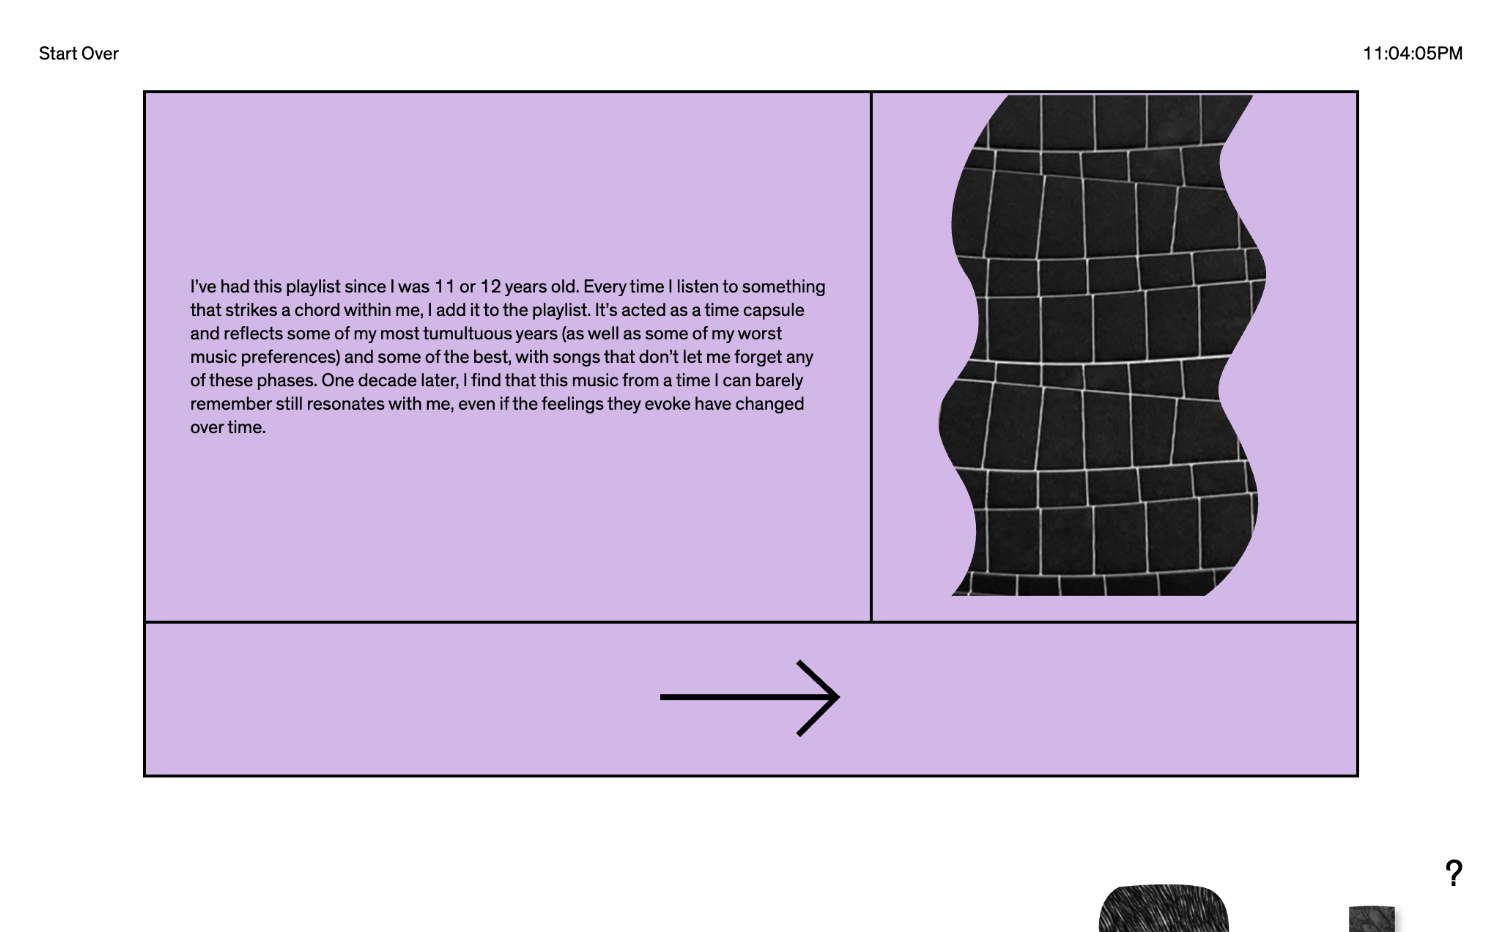 Start Over
11:04:05PM
I’ve had this playlist since I was 11 or 12 years old. Every time I listen to something
that strikes a chord within me, I add it to the playlist. It’s acted as a time capsule
and reflects some of my most tumultuous years (as well as some of my worst
music preferences) and some of the best, with songs that don’t let me forget any
of these phases. One decade later, I find that this music from a time I can barely
remember still resonates with me, even if the feelings they evoke have changed
over time.
?